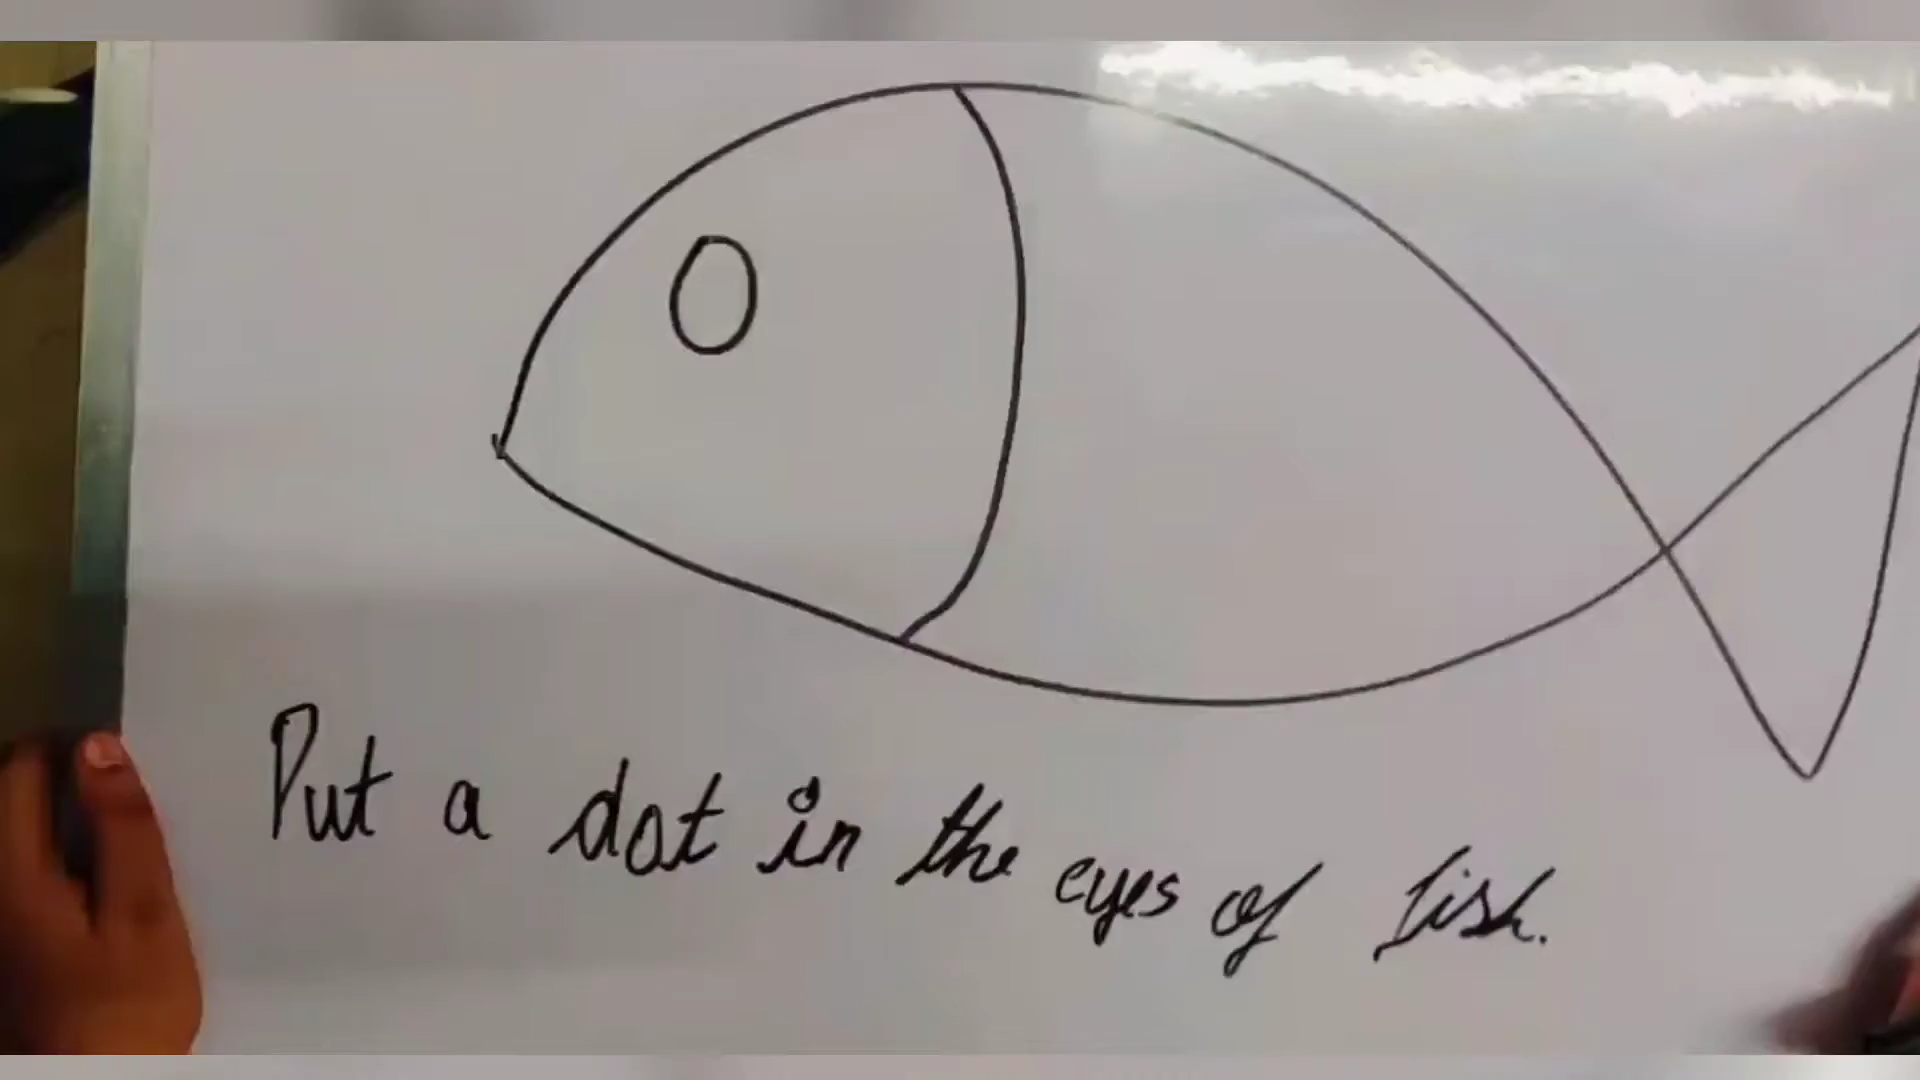 Put a dot in the eyes of fish.